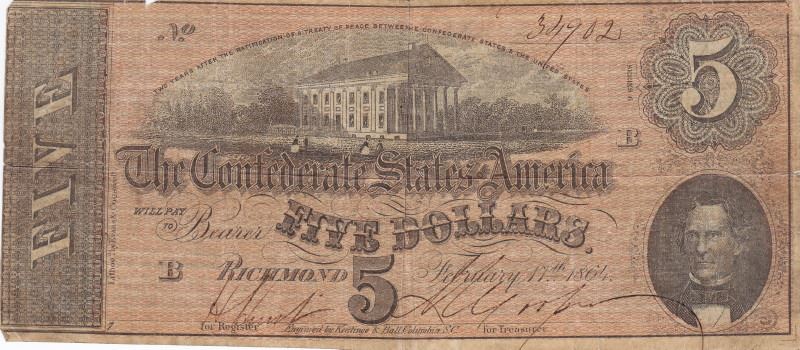 No 34702
TWO YEARS AFTER THE RATIFICATION OF A TREATY OF PEACE BETWEEN THE CONFEDERATE STATES & THE UNITED STATES
5
FIVE
B
The Confederate States of America
WILL PAY
TO Bearer
FIVE DOLLARS.
B RICHMOND 5 February 17th 1864.
for Register Engraved by Keatinge & Ball Columbia S.C. for Treasurer